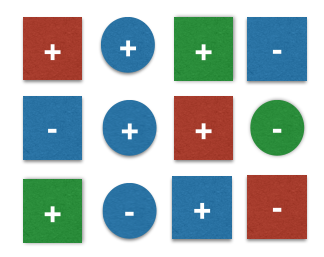 + + + -
- + + -
+ - + -